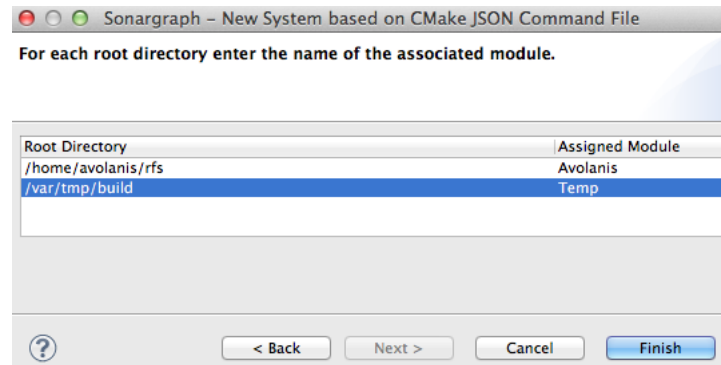 Sonargraph – New System based on CMake JSON Command File
For each root directory enter the name of the associated module.
Root Directory Assigned Module
/home/avolanis/rfs Avolanis
/var/tmp/build Temp
? < Back Next > Cancel Finish